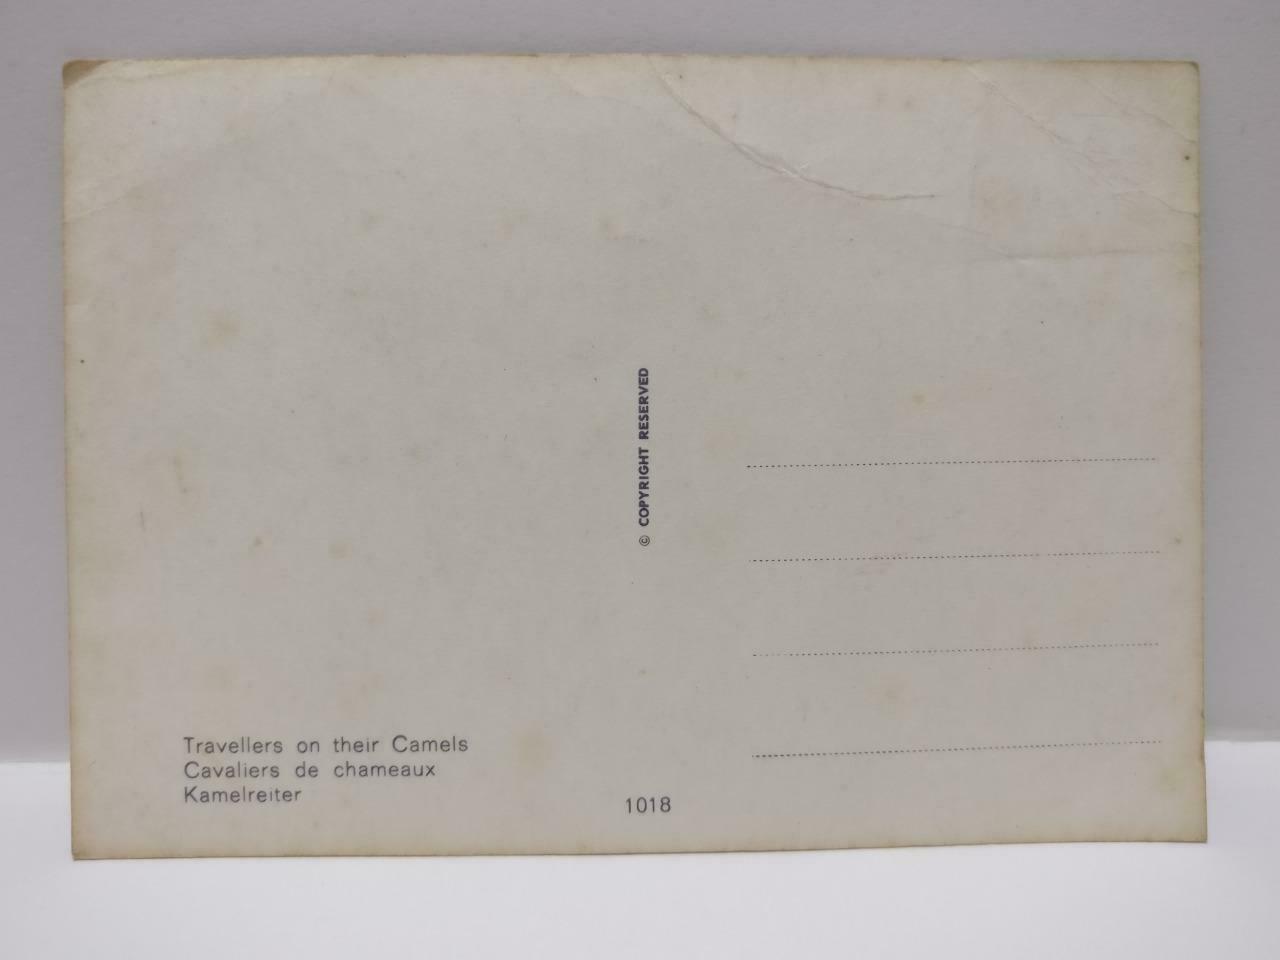 © COPYRIGHT RESERVED
Travellers on their Camels
Cavaliers de chameaux
Kamelreiter
1018